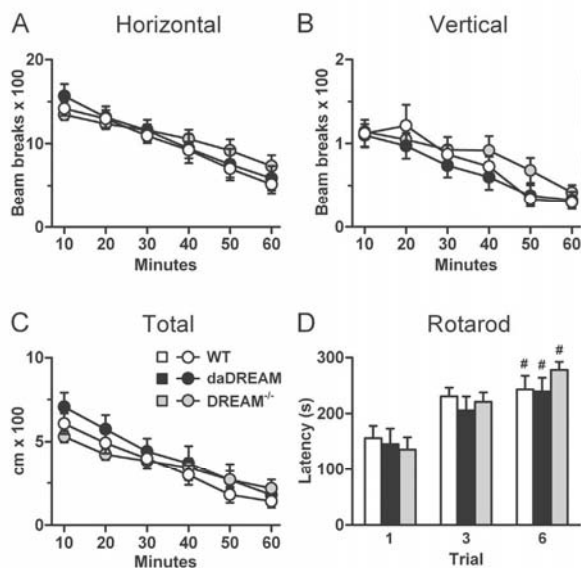 A Horizontal
Beam breaks x 100
20
10
0
10 20 30 40 50 60
Minutes
B Vertical
Beam breaks x 100
2
1
0
10 20 30 40 50 60
Minutes
C Total
cm x 100
10
5
0
10 20 30 40 50 60
Minutes
WT
daDREAM
DREAM-/-
D Rotarod
Latency (s)
300
200
100
0
# # #
1 3 6
Trial